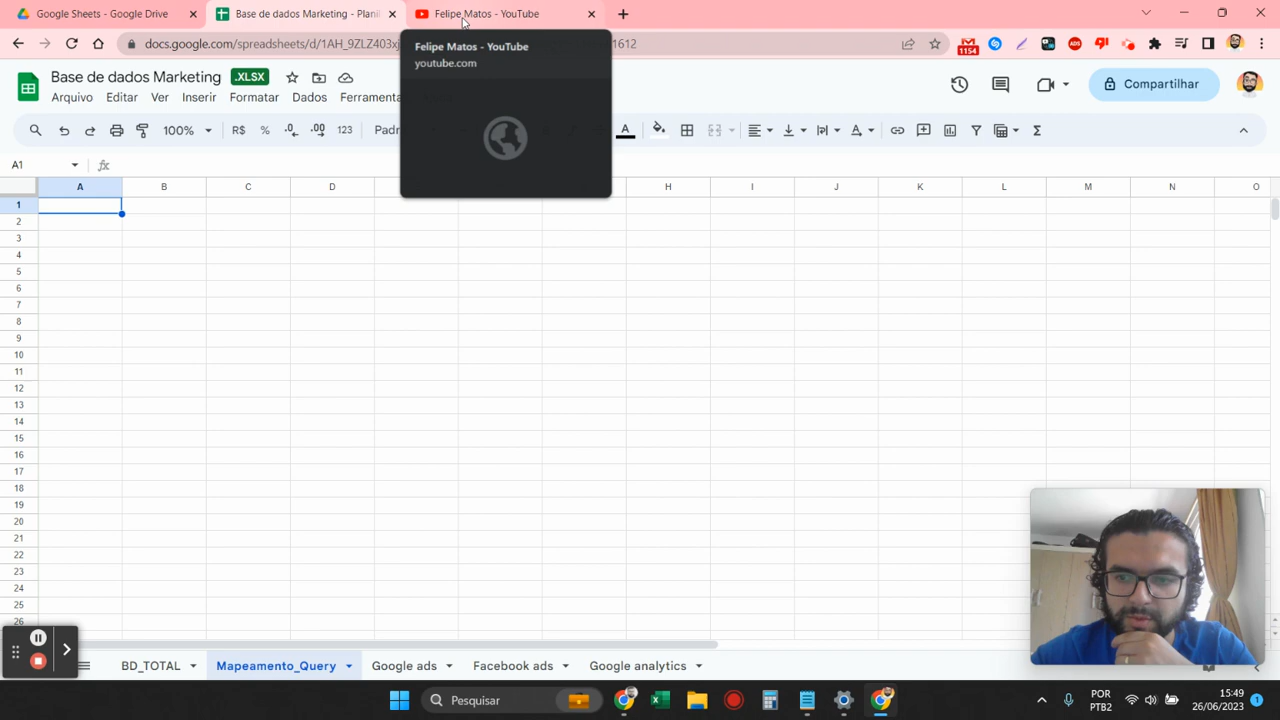 Google Sheets - Google Drive
Base de dados Marketing - Planil
Felipe Matos - YouTube
docs.google.com/spreadsheets/d/1AH_9ZLZ403x
1612
1154
ADS
Felipe Matos - YouTube
youtube.com
Base de dados Marketing .XLSX
Arquivo Editar Ver Inserir Formatar Dados Ferramenta
Compartilhar
100% R$ % .0 .00 123 Padr
A
A1 fx
A B C D H I J K L M N O
1
2
3
4
5
6
7
8
9
10
11
12
13
14
15
16
17
18
19
20
21
22
23
24
25
26
BD_TOTAL Mapeamento_Query Google ads Facebook ads Google analytics
Pesquisar
POR
PTB2
15:49
26/06/2023
1